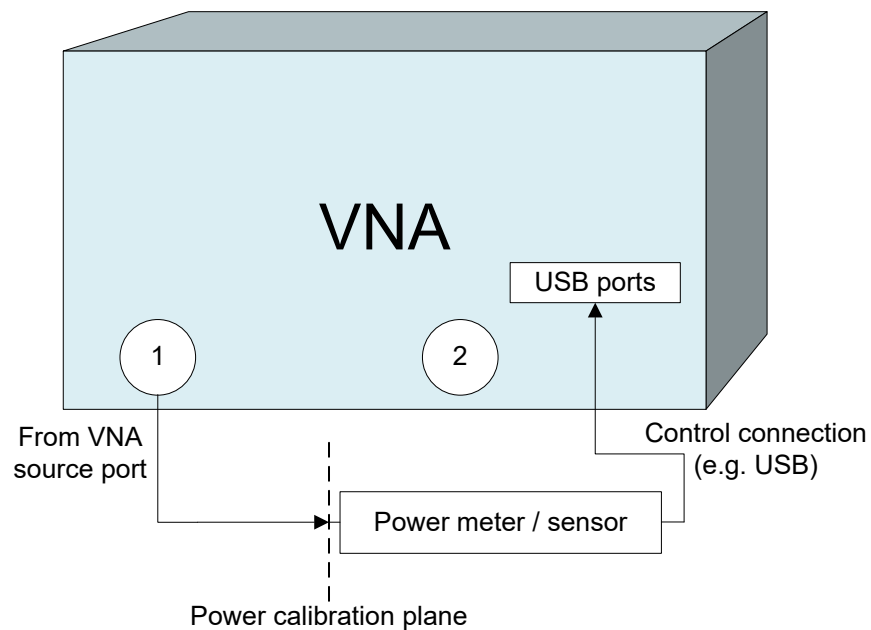 VNA
USB ports
1
2
From VNA
source port
Control connection
(e.g. USB)
Power meter / sensor
Power calibration plane